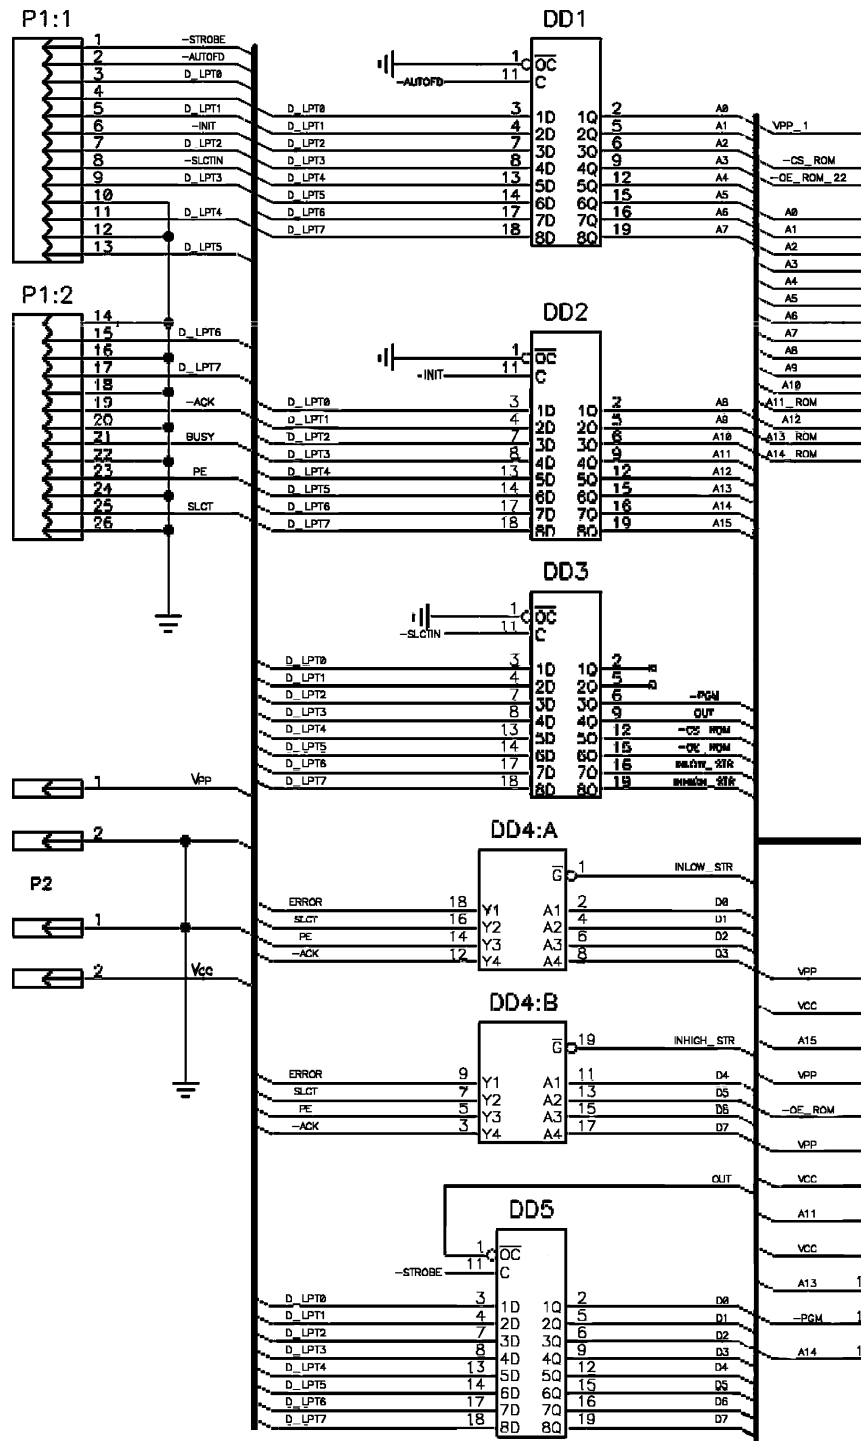 P1:1
1 -STROBE
2 -AUTOFD
3 D_LPT0
4
5 D_LPT1
6 -INIT
7 D_LPT2
8 -SLCTIN
9 D_LPT3
10
11 D_LPT4
12
13 D_LPT5
P1:2
14
15 D_LPT6
16
17 D_LPT7
18
19 -ACK
20
21 BUSY
22
23 PE
24
25 SLCT
26
1 VPP
2
P2
1
2 Vcc
DD1
1 OC
-AUTOFD 11 C
D_LPT0 3 1D 1Q 2 A0
D_LPT1 4 2D 2Q 5 A1
D_LPT2 7 3D 3Q 6 A2
D_LPT3 8 4D 4Q 9 A3
D_LPT4 13 5D 5Q 12 A4
D_LPT5 14 6D 6Q 15 A5
D_LPT6 17 7D 7Q 16 A6
D_LPT7 18 8D 8Q 19 A7
DD2
1 OC
-INIT 11 C
D_LPT0 3 1D 1Q 2 A8
D_LPT1 4 2D 2Q 5 A9
D_LPT2 7 3D 3Q 6 A10
D_LPT3 8 4D 4Q 9 A11
D_LPT4 13 5D 5Q 12 A12
D_LPT5 14 6D 6Q 15 A13
D_LPT6 17 7D 7Q 16 A14
D_LPT7 18 8D 8Q 19 A15
DD3
1 OC
-SLCTIN 11 C
D_LPT0 3 1D 1Q 2
D_LPT1 4 2D 2Q 5
D_LPT2 7 3D 3Q 6 -PGM
D_LPT3 8 4D 4Q 9 OUT
D_LPT4 13 5D 5Q 12 -CS_ROM
D_LPT5 14 6D 6Q 15 -OE_ROM
D_LPT6 17 7D 7Q 16 INLOW_STR
D_LPT7 18 8D 8Q 19 INHIGH_STR
DD4:A
G 1 INLOW_STR
ERROR 18 Y1 A1 2 D0
SLCT 16 Y2 A2 4 D1
PE 14 Y3 A3 6 D2
-ACK 12 Y4 A4 8 D3
DD4:B
G 19 INHIGH_STR
ERROR 9 Y1 A1 11 D4
SLCT 7 Y2 A2 13 D5
PE 5 Y3 A3 15 D6
-ACK 3 Y4 A4 17 D7
OUT
DD5
1 OC
-STROBE 11 C
D_LPT0 3 1D 1Q 2 D0
D_LPT1 4 2D 2Q 5 D1
D_LPT2 7 3D 3Q 6 D2
D_LPT3 8 4D 4Q 9 D3
D_LPT4 13 5D 5Q 12 D4
D_LPT5 14 6D 6Q 15 D5
D_LPT6 17 7D 7Q 16 D6
D_LPT7 18 8D 8Q 19 D7
VPP_1
-CS_ROM
-OE_ROM_22
A0
A1
A2
A3
A4
A5
A6
A7
A8
A9
A10
A11_ROM
A12
A13_ROM
A14_ROM
VPP
VCC
A15
VPP
-OE_ROM
VPP
VCC
A11
VCC
A13 1
-PGM 1
A14 1